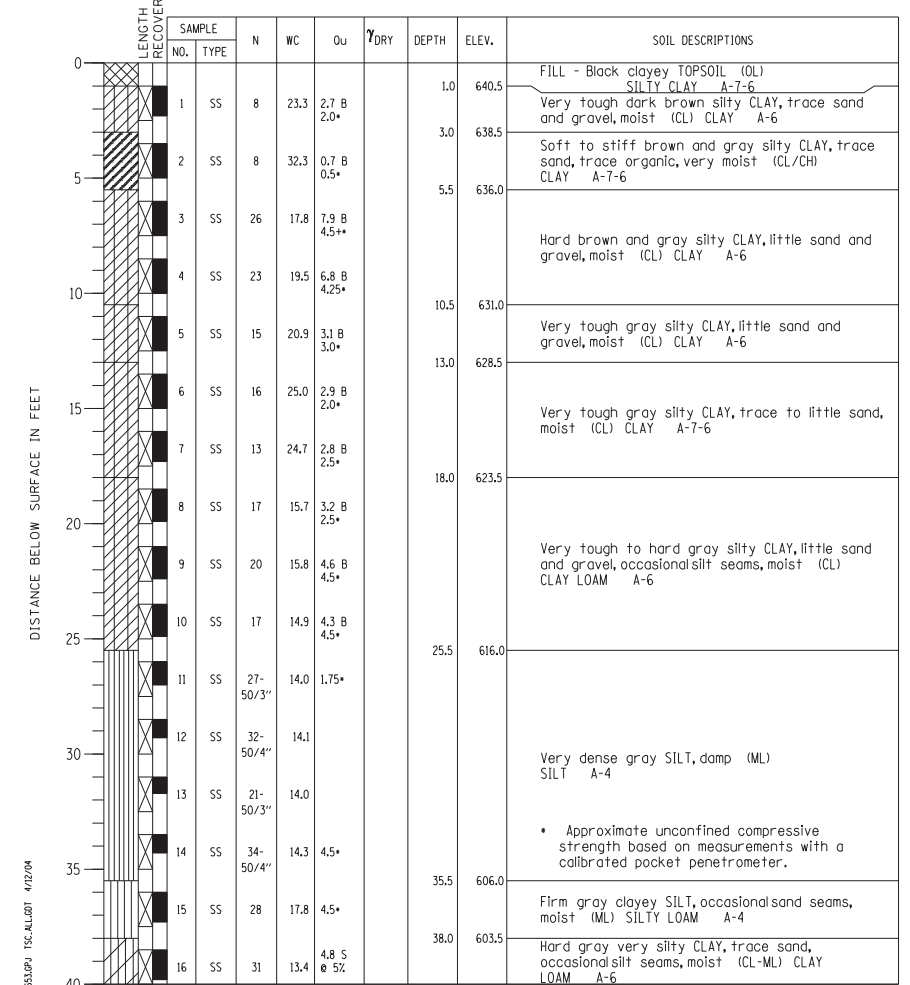 LENGTH
RECOVERY
SAMPLE
NO. TYPE N WC Qu γDRY DEPTH ELEV. SOIL DESCRIPTIONS
DISTANCE BELOW SURFACE IN FEET
0
FILL - Black clayey TOPSOIL (OL)
1.0 640.5 SILTY CLAY A-7-6
1 SS 8 23.3 2.7 B
2.0*
Very tough dark brown silty CLAY, trace sand
and gravel, moist (CL) CLAY A-6
3.0 638.5
Soft to stiff brown and gray silty CLAY, trace
sand, trace organic, very moist (CL/CH)
CLAY A-7-6
2 SS 8 32.3 0.7 B
0.5*
5
5.5 636.0
3 SS 26 17.8 7.9 B
4.5+*
Hard brown and gray silty CLAY, little sand and
gravel, moist (CL) CLAY A-6
4 SS 23 19.5 6.8 B
4.25*
10
10.5 631.0
5 SS 15 20.9 3.1 B
3.0*
Very tough gray silty CLAY, little sand and
gravel, moist (CL) CLAY A-6
13.0 628.5
6 SS 16 25.0 2.9 B
2.0*
15
Very tough gray silty CLAY, trace to little sand,
moist (CL) CLAY A-7-6
7 SS 13 24.7 2.8 B
2.5*
18.0 623.5
8 SS 17 15.7 3.2 B
2.5*
20
Very tough to hard gray silty CLAY, little sand
and gravel, occasional silt seams, moist (CL)
CLAY LOAM A-6
9 SS 20 15.8 4.6 B
4.5*
10 SS 17 14.9 4.3 B
4.5*
25
25.5 616.0
11 SS 27- 14.0 1.75*
50/3"
12 SS 32- 14.1
50/4"
30
Very dense gray SILT, damp (ML)
SILT A-4
13 SS 21- 14.0
50/3"
* Approximate unconfined compressive
strength based on measurements with a
calibrated pocket penetrometer.
14 SS 34- 14.3 4.5*
50/4"
35
35.5 606.0
15 SS 28 17.8 4.5*
Firm gray clayey SILT, occasional sand seams,
moist (ML) SILTY LOAM A-4
38.0 603.5
16 SS 31 13.4 4.8 S
@ 5%
Hard gray very silty CLAY, trace sand,
occasional silt seams, moist (CL-ML) CLAY
LOAM A-6
40
53.GPJ TSC_ALL.GDT 4/12/04